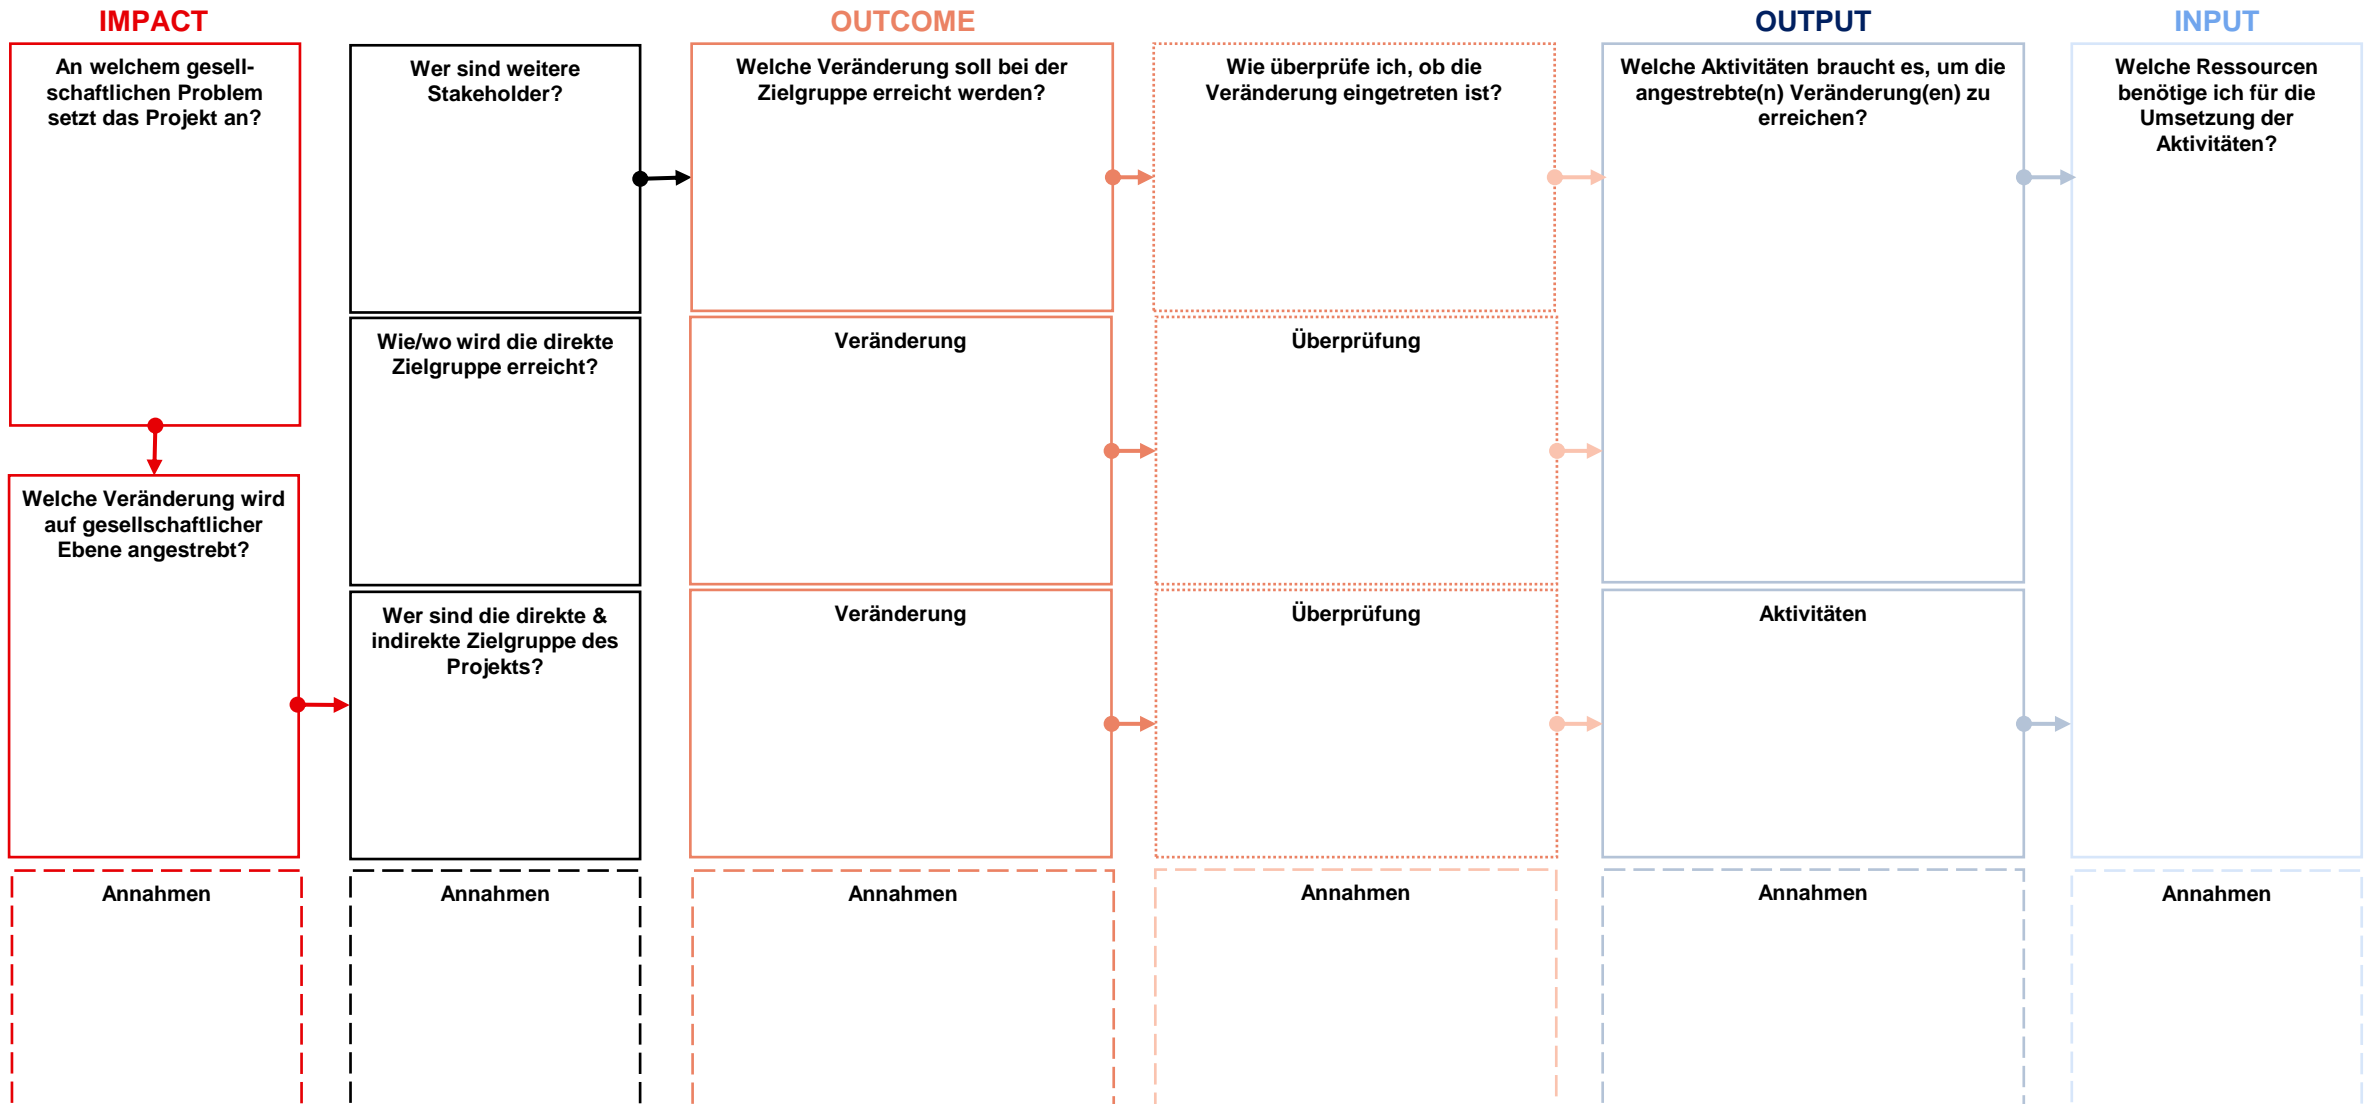 IMPACT
An welchem gesell-
schaftlichen Problem
setzt das Projekt an?
Welche Veränderung wird
auf gesellschaftlicher
Ebene angestrebt?
Annahmen
Wer sind weitere
Stakeholder?
Wie/wo wird die direkte
Zielgruppe erreicht?
Wer sind die direkte &
indirekte Zielgruppe des
Projekts?
Annahmen
OUTCOME
Welche Veränderung soll bei der
Zielgruppe erreicht werden?
Veränderung
Veränderung
Annahmen
Wie überprüfe ich, ob die
Veränderung eingetreten ist?
Überprüfung
Überprüfung
Annahmen
OUTPUT
Welche Aktivitäten braucht es, um die
angestrebte(n) Veränderung(en) zu
erreichen?
Aktivitäten
Annahmen
INPUT
Welche Ressourcen
benötige ich für die
Umsetzung der
Aktivitäten?
Annahmen